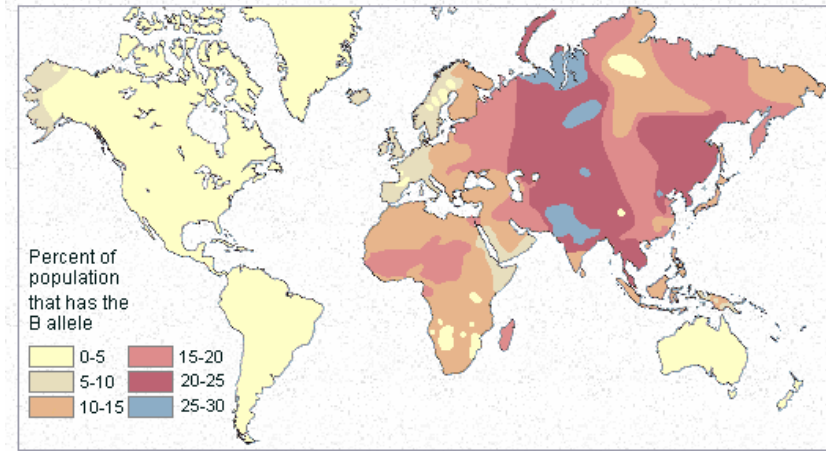 Percent of
population
that has the
B allele
0-5
15-20
5-10
20-25
10-15
25-30